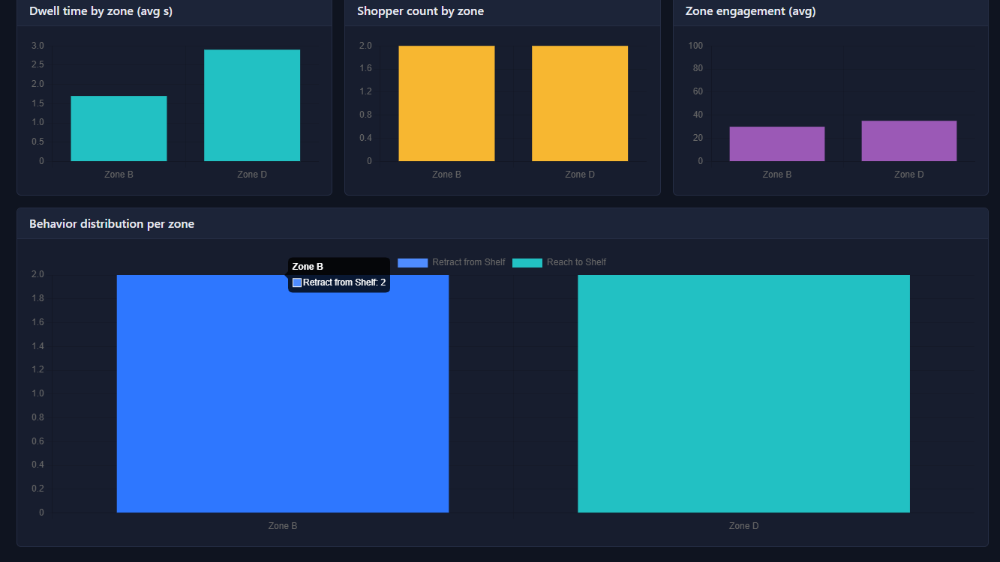 Dwell time by zone (avg s)
3.0
2.5
2.0
1.5
1.0
0.5
0
Zone B Zone D
Shopper count by zone
2.0
1.6
1.2
0.8
0.4
0
Zone B Zone D
Zone engagement (avg)
100
80
60
40
20
0
Zone B Zone D
Behavior distribution per zone
Retract from Shelf Reach to Shelf
Zone B
Retract from Shelf: 2
2.0
1.8
1.6
1.4
1.2
1.0
0.8
0.6
0.4
0.2
0
Zone B Zone D